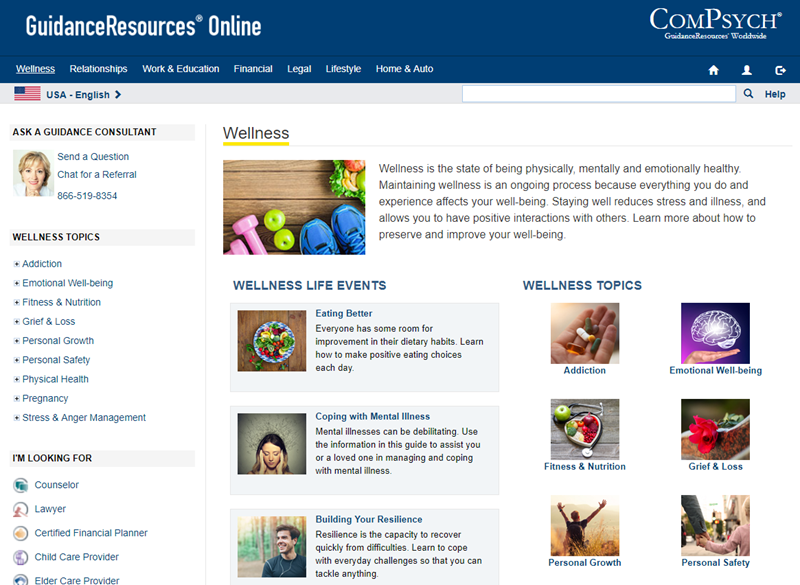 GuidanceResources® Online
COMPSYCH®
GuidanceResources® Worldwide
Wellness Relationships Work & Education Financial Legal Lifestyle Home & Auto
USA - English
Help
ASK A GUIDANCE CONSULTANT
Send a Question
Chat for a Referral
866-519-8354
WELLNESS TOPICS
Addiction
Emotional Well-being
Fitness & Nutrition
Grief & Loss
Personal Growth
Personal Safety
Physical Health
Pregnancy
Stress & Anger Management
I'M LOOKING FOR
Counselor
Lawyer
Certified Financial Planner
Child Care Provider
Elder Care Provider
Wellness
Wellness is the state of being physically, mentally and emotionally healthy.
Maintaining wellness is an ongoing process because everything you do and
experience affects your well-being. Staying well reduces stress and illness, and
allows you to have positive interactions with others. Learn more about how to
preserve and improve your well-being.
WELLNESS LIFE EVENTS
Eating Better
Everyone has some room for
improvement in their dietary habits. Learn
how to make positive eating choices
each day.
Coping with Mental Illness
Mental illnesses can be debilitating. Use
the information in this guide to assist you
or a loved one in managing and coping
with mental illness.
Building Your Resilience
Resilience is the capacity to recover
quickly from difficulties. Learn to cope
with everyday challenges so that you can
tackle anything.
WELLNESS TOPICS
Addiction
Emotional Well-being
Fitness & Nutrition
Grief & Loss
Personal Growth
Personal Safety